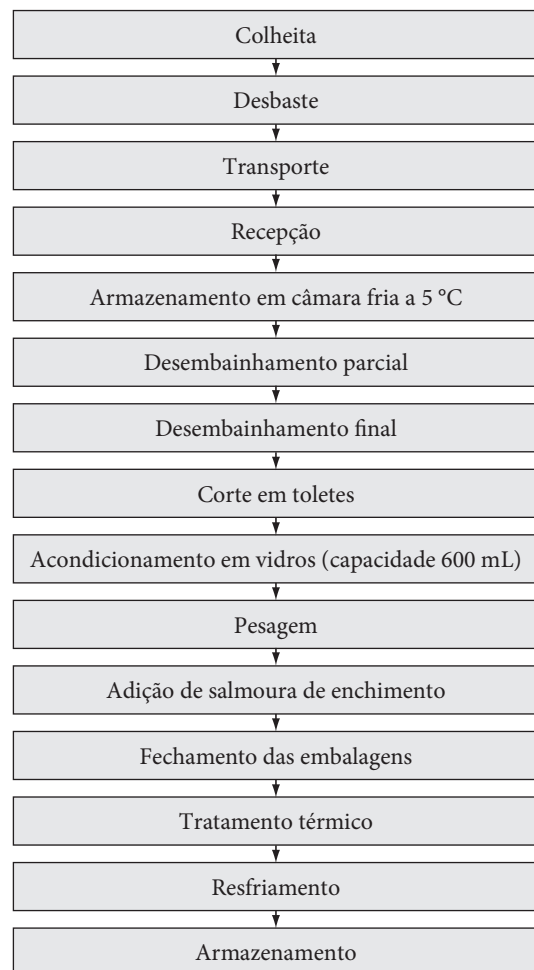 Colheita
Desbaste
Transporte
Recepção
Armazenamento em câmara fria a 5 °C
Desembainhamento parcial
Desembainhamento final
Corte em toletes
Acondicionamento em vidros (capacidade 600 mL)
Pesagem
Adição de salmoura de enchimento
Fechamento das embalagens
Tratamento térmico
Resfriamento
Armazenamento